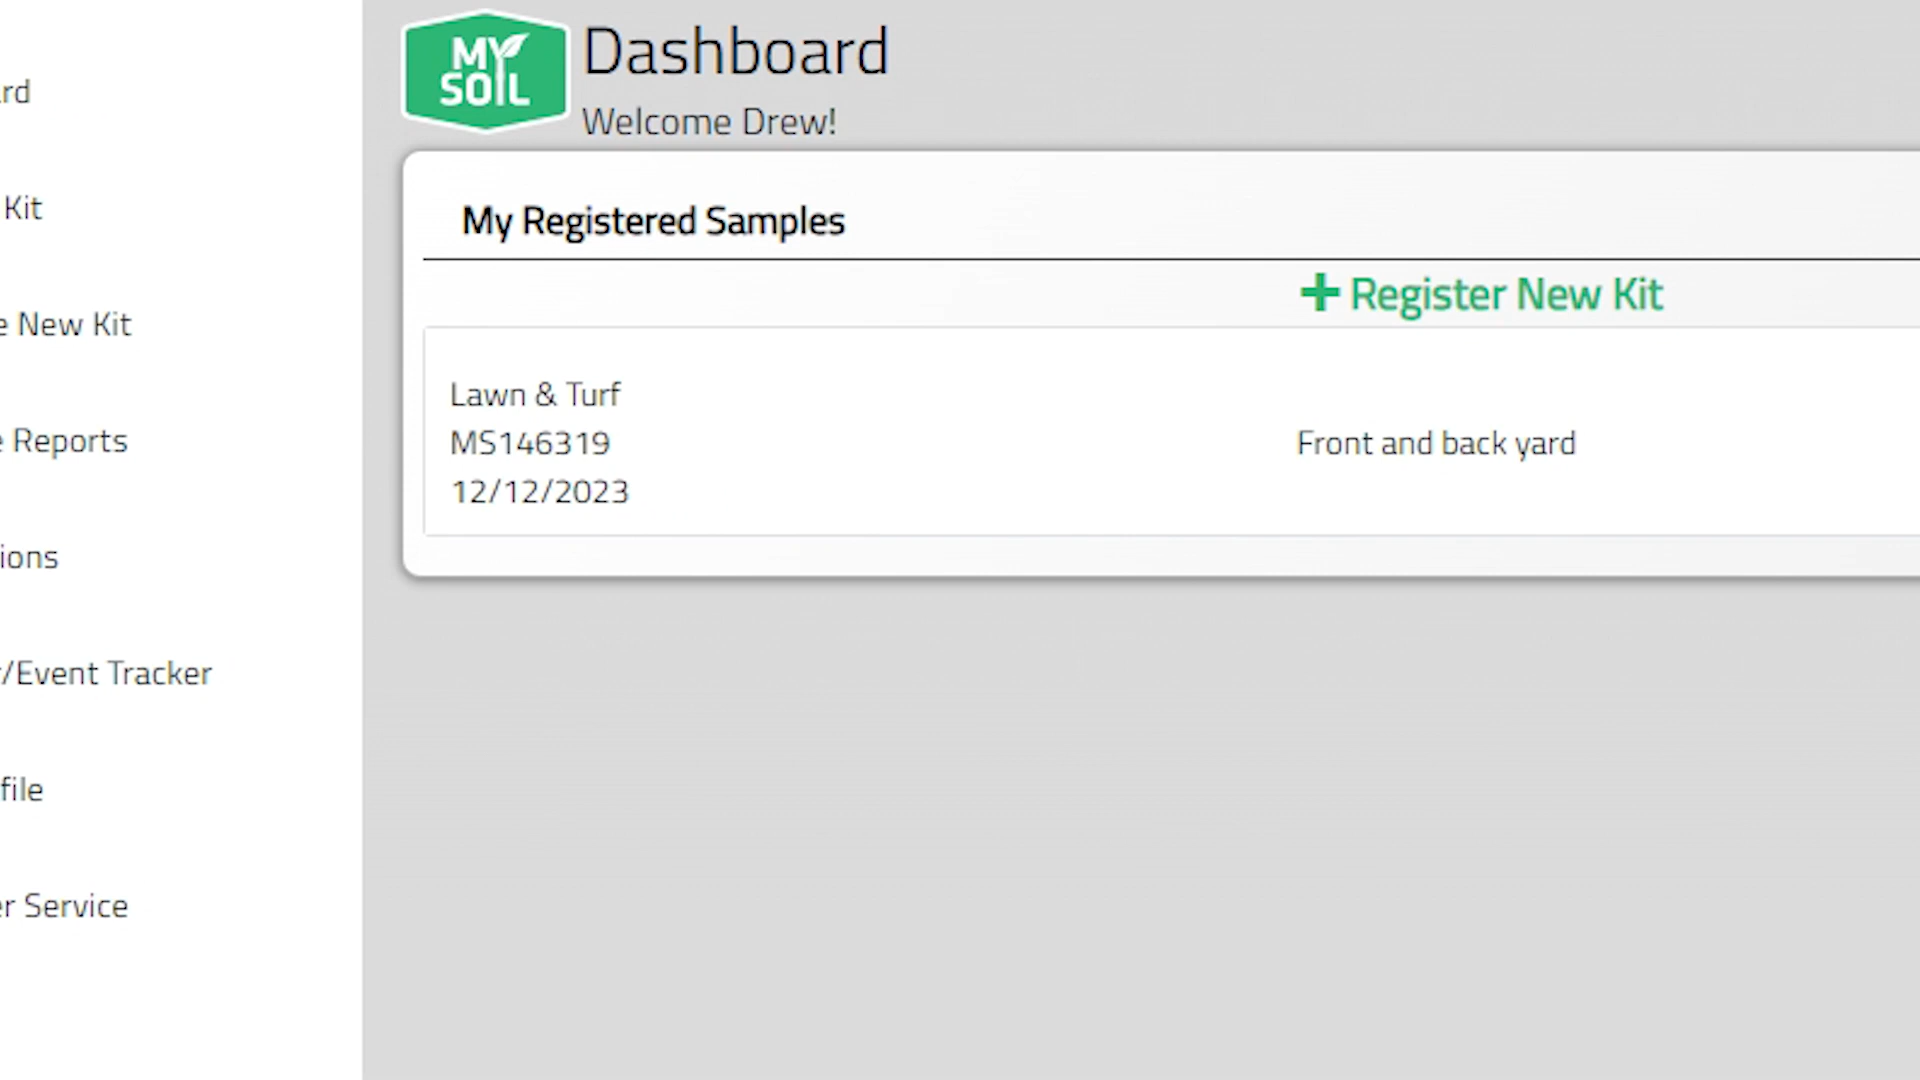 MY
SOIL
Dashboard
Welcome Drew!
rd
Kit
e New Kit
Reports
ions
/Event Tracker
file
er Service
My Registered Samples
Register New Kit
Lawn & Turf
MS146319
12/12/2023
Front and back yard